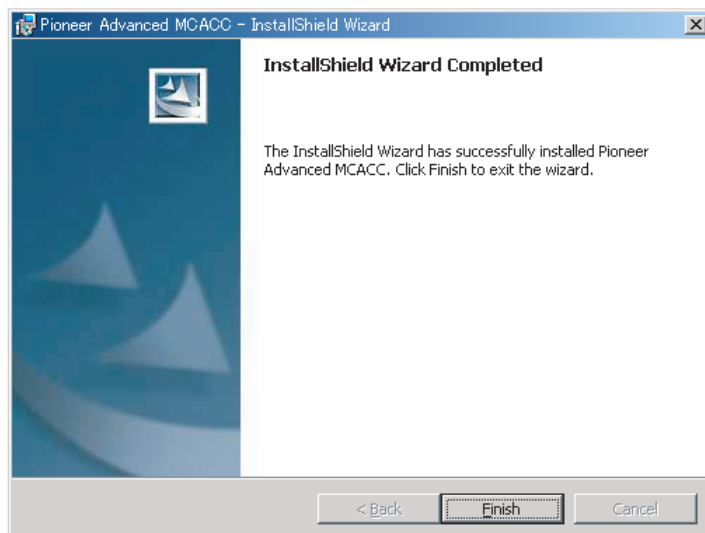 Pioneer Advanced MCACC - InstallShield Wizard
InstallShield Wizard Completed
The InstallShield Wizard has successfully installed Pioneer
Advanced MCACC. Click Finish to exit the wizard.
< Back
Finish
Cancel